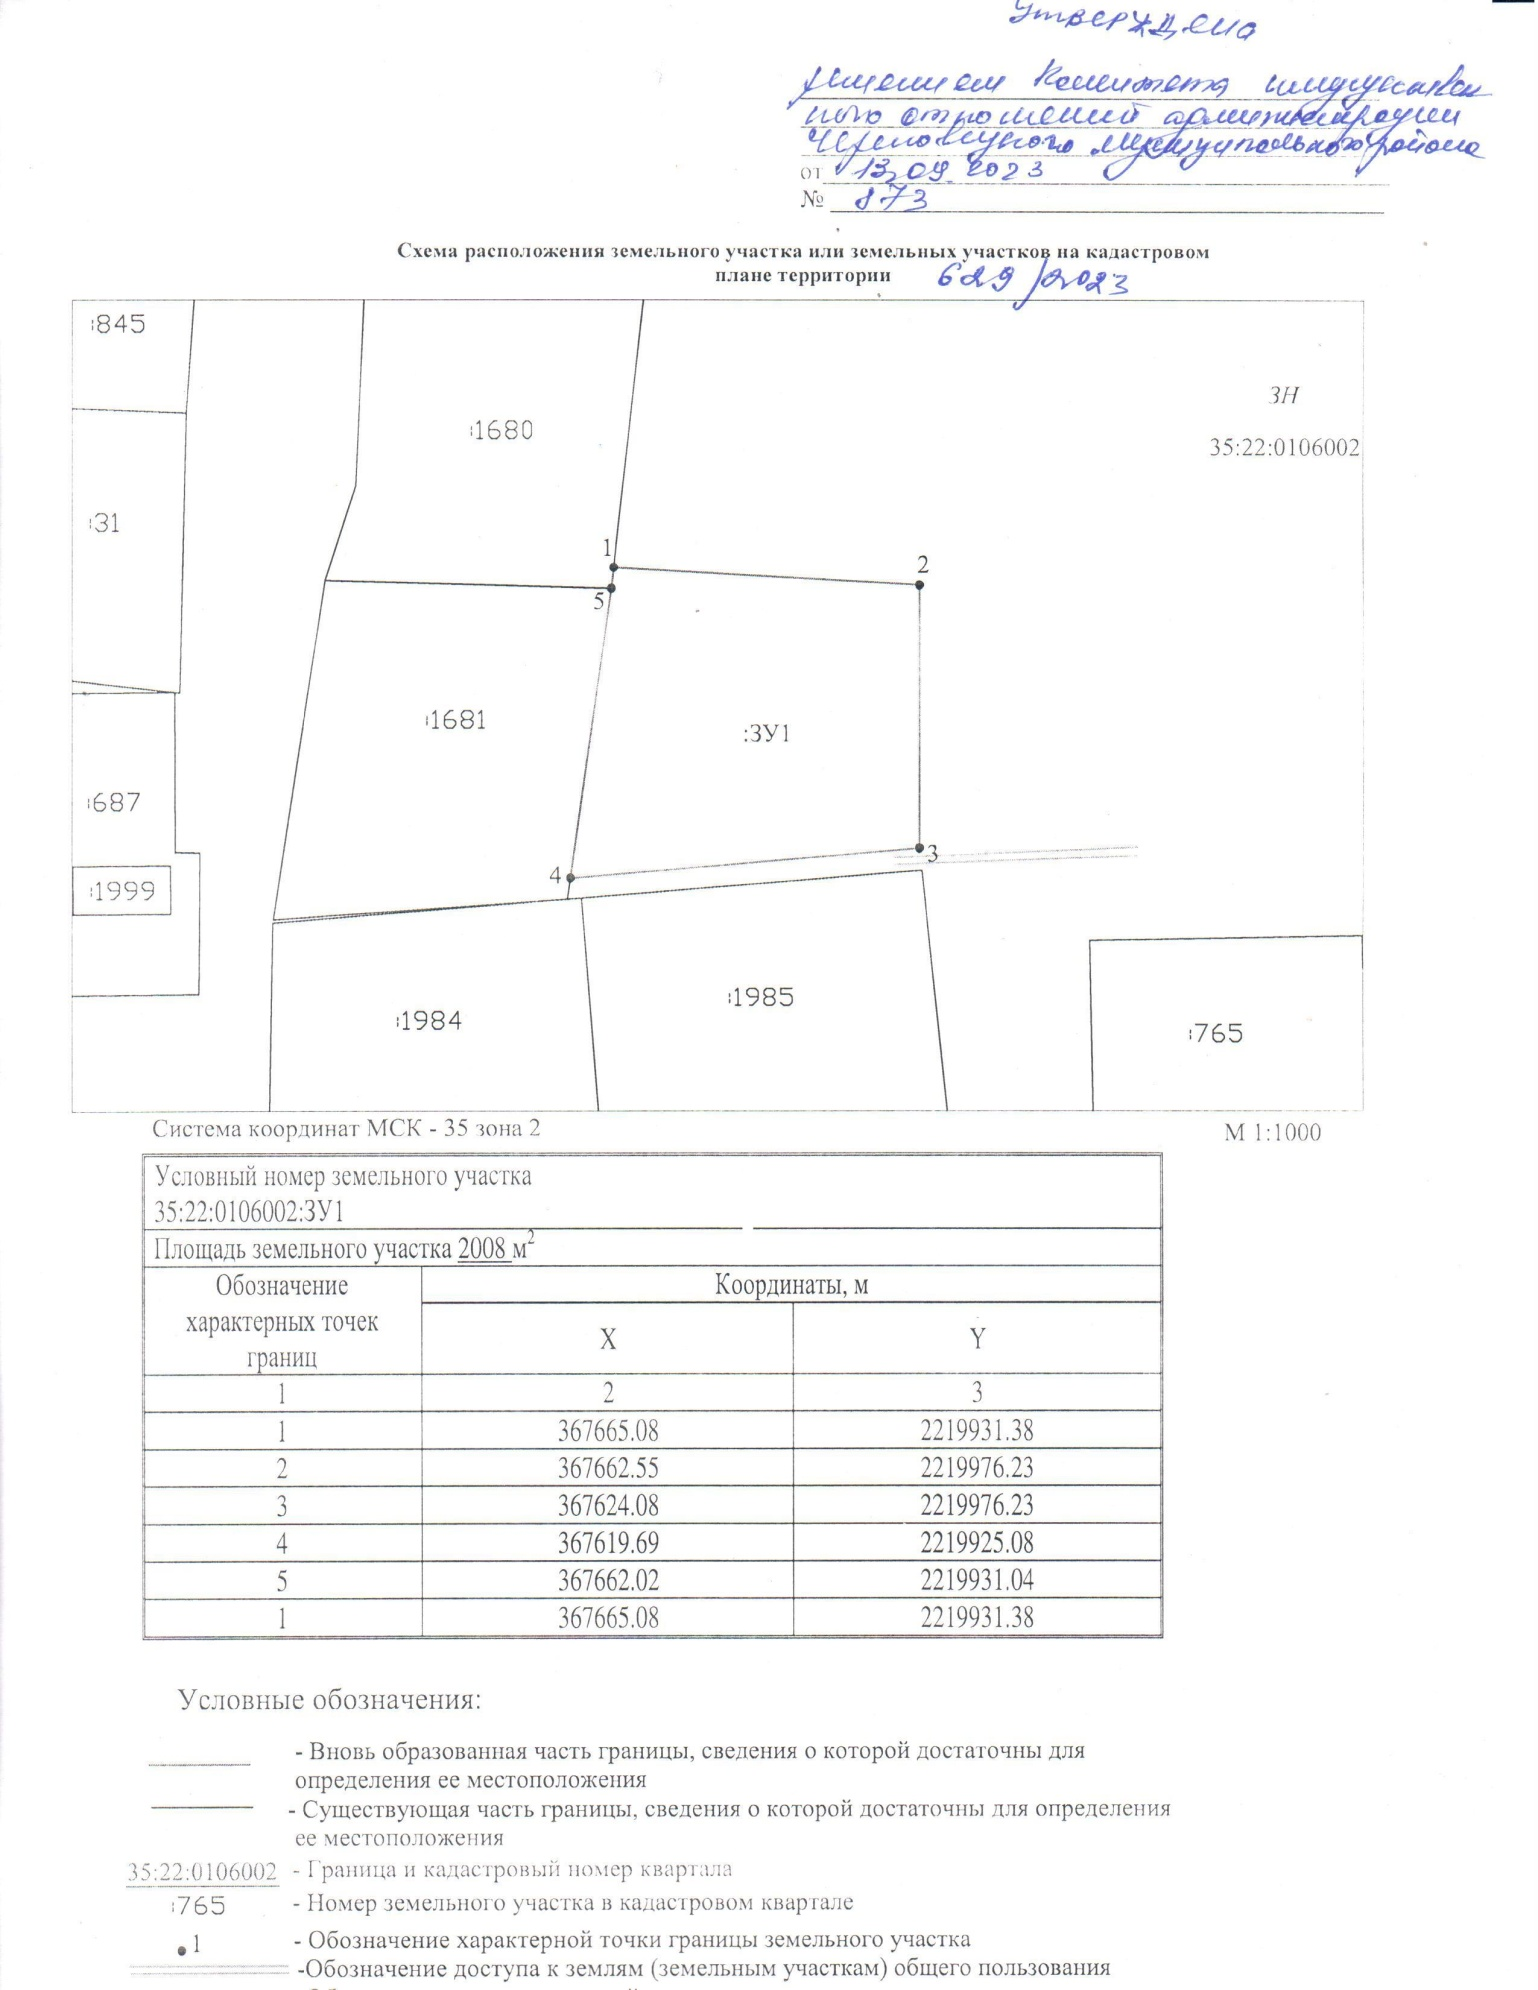 Утверждена
решением Комитета имуществен
ного отношений администрации
Череповецкого муниципального района
от 13.09.2023
№ 873
Схема расположения земельного участка или земельных участков на кадастровом
плане территории 629/2023
:845
ЗН
:1680
35:22:0106002
:31
1
2
5
:1681
:ЗУ1
:687
3
4
:1999
:1985
:1984
:765
Система координат МСК - 35 зона 2
М 1:1000
Условный номер земельного участка
35:22:0106002:ЗУ1
Площадь земельного участка 2008 м²
Обозначение
характерных точек
границ
Координаты, м
X Y
1 2 3
1 367665.08 2219931.38
2 367662.55 2219976.23
3 367624.08 2219976.23
4 367619.69 2219925.08
5 367662.02 2219931.04
1 367665.08 2219931.38
Условные обозначения:
- Вновь образованная часть границы, сведения о которой достаточны для
определения ее местоположения
- Существующая часть границы, сведения о которой достаточны для определения
ее местоположения
35:22:0106002 - Граница и кадастровый номер квартала
:765 - Номер земельного участка в кадастровом квартале
1 - Обозначение характерной точки границы земельного участка
-Обозначение доступа к землям (земельным участкам) общего пользования